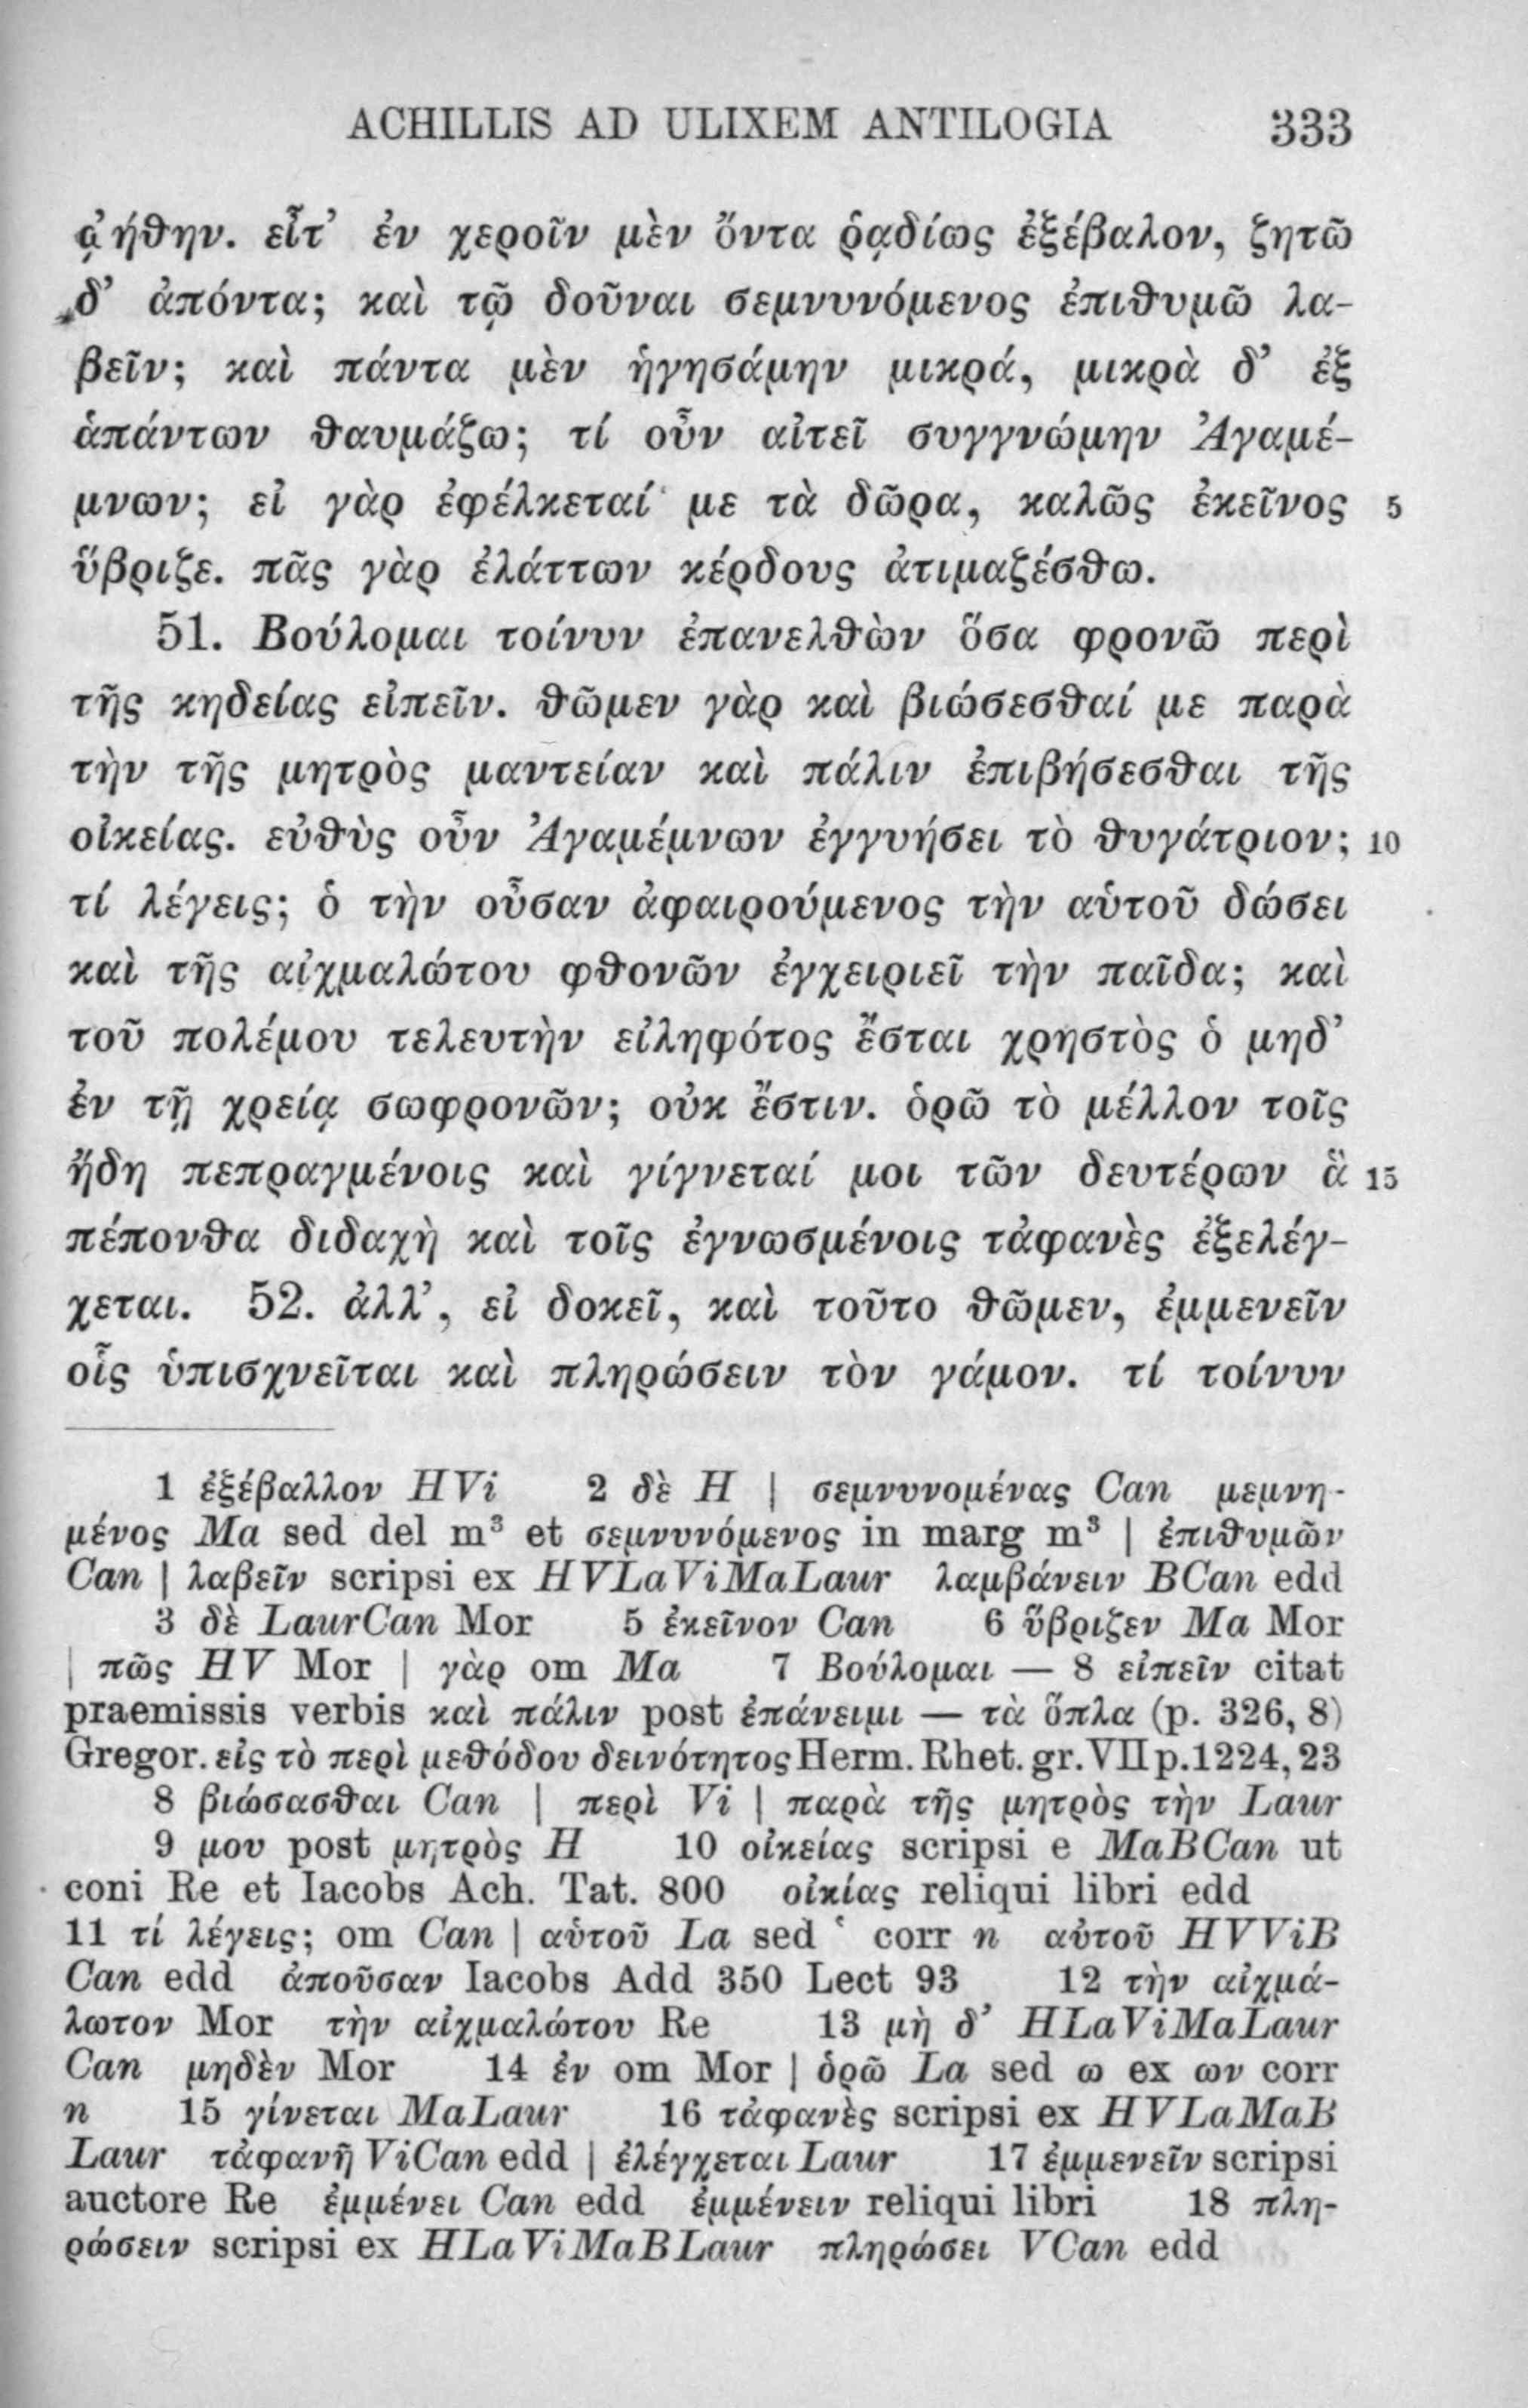 ACHILLIS AD ULIXEM ANTILOGIA 333
ᾠήθην. εἶτ’ ἐν χεροῖν μὲν ὄντα ῥᾳδίως ἐξέβαλον, ζητῶ
δ’ ἀπόντα; καὶ τῷ δοῦναι σεμνυνόμενος ἐπιθυμῶ λα-
βεῖν; καὶ πάντα μὲν ἡγησάμην μικρά, μικρὰ δ’ ἐξ
ἁπάντων θαυμάζω; τί οὖν αἰτεῖ συγγνώμην Ἀγαμέ-
μνων; εἰ γὰρ ἐφέλκεταί με τὰ δῶρα, καλῶς ἐκεῖνος 5
ὕβριζε. πᾶς γὰρ ἐλάττων κέρδους ἀτιμαζέσθω.
51. Βούλομαι τοίνυν ἐπανελθὼν ὅσα φρονῶ περὶ
τῆς κηδείας εἰπεῖν. θῶμεν γὰρ καὶ βιώσεσθαί με παρὰ
τὴν τῆς μητρὸς μαντείαν καὶ πάλιν ἐπιβήσεσθαι τῆς
οἰκείας. εὐθὺς οὖν Ἀγαμέμνων ἐγγυήσει τὸ θυγάτριον; 10
τί λέγεις; ὁ τὴν οὖσαν ἀφαιρούμενος τὴν αὑτοῦ δώσει
καὶ τῆς αἰχμαλώτου φθονῶν ἐγχειριεῖ τὴν παῖδα; καὶ
τοῦ πολέμου τελευτὴν εἰληφότος ἔσται χρηστὸς ὁ μηδ’
ἐν τῇ χρείᾳ σωφρονῶν; οὐκ ἔστιν. ὁρῶ τὸ μέλλον τοῖς
ἤδη πεπραγμένοις καὶ γίγνεταί μοι τῶν δευτέρων ἃ 15
πέπονθα διδαχὴ καὶ τοῖς ἐγνωσμένοις τἀφανὲς ἐξελέγ-
χεται. 52. ἀλλ’, εἰ δοκεῖ, καὶ τοῦτο θῶμεν, ἐμμενεῖν
οἷς ὑπισχνεῖται καὶ πληρώσειν τὸν γάμον. τί τοίνυν
1 ἐξέβαλλον HVi 2 δὲ H | σεμνυνομένας Can μεμνη-
μένος Ma sed del m³ et σεμνυνόμενος in marg m³ | ἐπιθυμῶν
Can | λαβεῖν scripsi ex HVLaViMaLaur λαμβάνειν BCan edd
3 δὲ LaurCan Mor 5 ἐκεῖνον Can 6 ὕβριζεν Ma Mor
| πῶς HV Mor | γὰρ om Ma 7 Βούλομαι — 8 εἰπεῖν citat
praemissis verbis καὶ πάλιν post ἐπάνειμι — τὰ ὅπλα (p. 326, 8)
Gregor. εἰς τὸ περὶ μεθόδου δεινότητος Herm. Rhet. gr. VII p. 1224, 23
8 βιώσασθαι Can | περὶ Vi | παρὰ τῆς μητρὸς τὴν Laur
9 μου post μητρὸς H 10 οἰκείας scripsi e MaBCan ut
coni Re et Iacobs Ach. Tat. 800 οἰκίας reliqui libri edd
11 τί λέγεις; om Can | αὑτοῦ La sed ῾ corr n αὐτοῦ HVViB
Can edd ἀποῦσαν Iacobs Add 350 Lect 93 12 τὴν αἰχμά-
λωτον Mor τὴν αἰχμαλώτου Re 13 μὴ δ’ HLaViMaLaur
Can μηδὲν Mor 14 ἐν om Mor | ὁρῶ La sed ω ex ων corr
n 15 γίνεται MaLaur 16 τἀφανὲς scripsi ex HVLaMaB
Laur τἀφανῆ ViCan edd | ἐλέγχεται Laur 17 ἐμμενεῖν scripsi
auctore Re ἐμμένει Can edd ἐμμένειν reliqui libri 18 πλη-
ρώσειν scripsi ex HLaViMaBLaur πληρώσει VCan edd